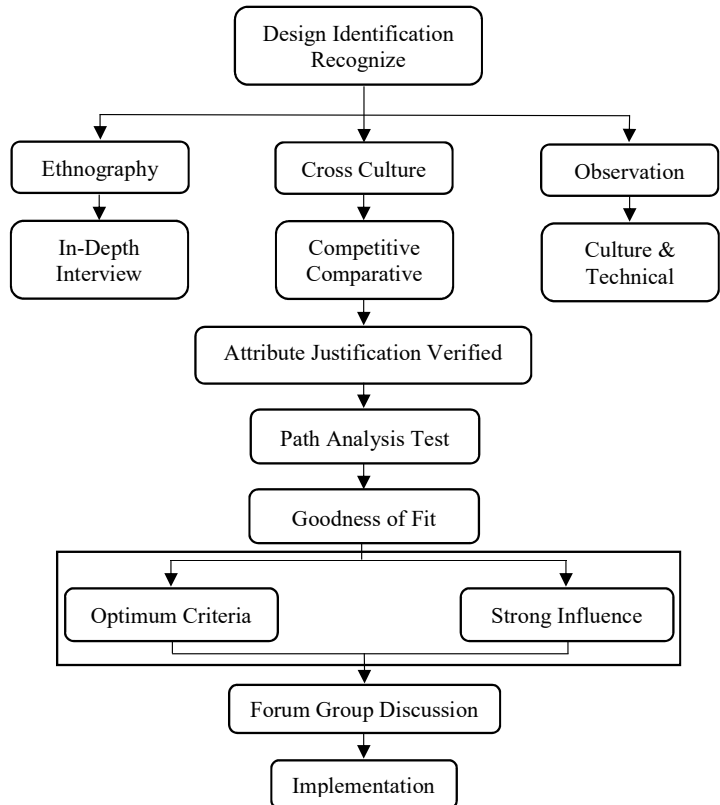 Design Identification
Recognize
Ethnography
Cross Culture
Observation
In-Depth
Interview
Competitive
Comparative
Culture &
Technical
Attribute Justification Verified
Path Analysis Test
Goodness of Fit
Optimum Criteria
Strong Influence
Forum Group Discussion
Implementation